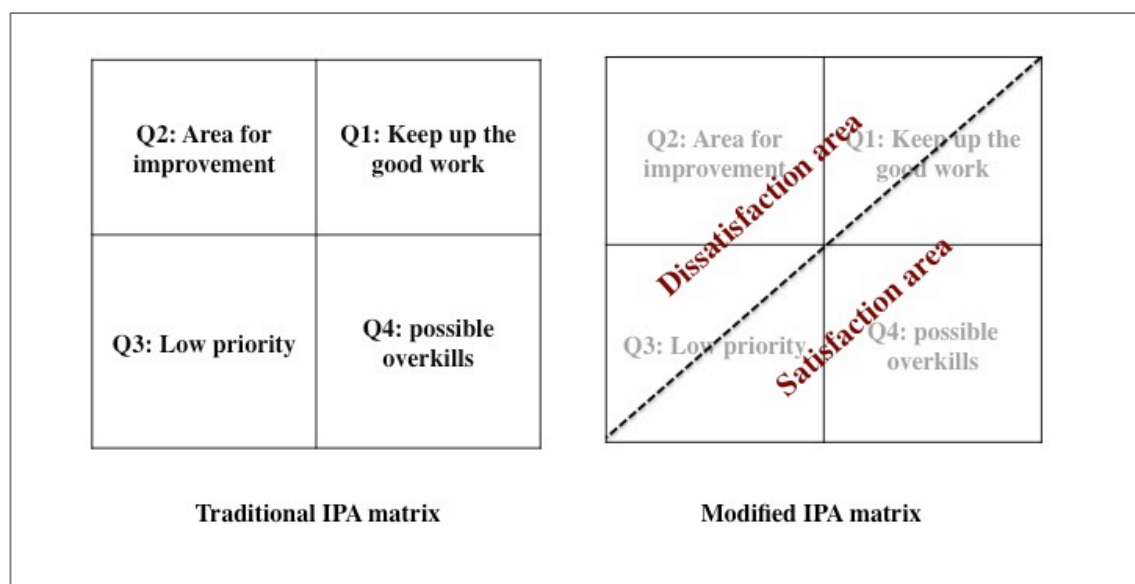 Q2: Area for
improvement
Q1: Keep up the
good work
Q3: Low priority
Q4: possible
overkills
Traditional IPA matrix
Q2: Area for
improvement
Q1: Keep up the
good work
Dissatisfaction area
Q3: Low priority
Q4: possible
overkills
Satisfaction area
Modified IPA matrix